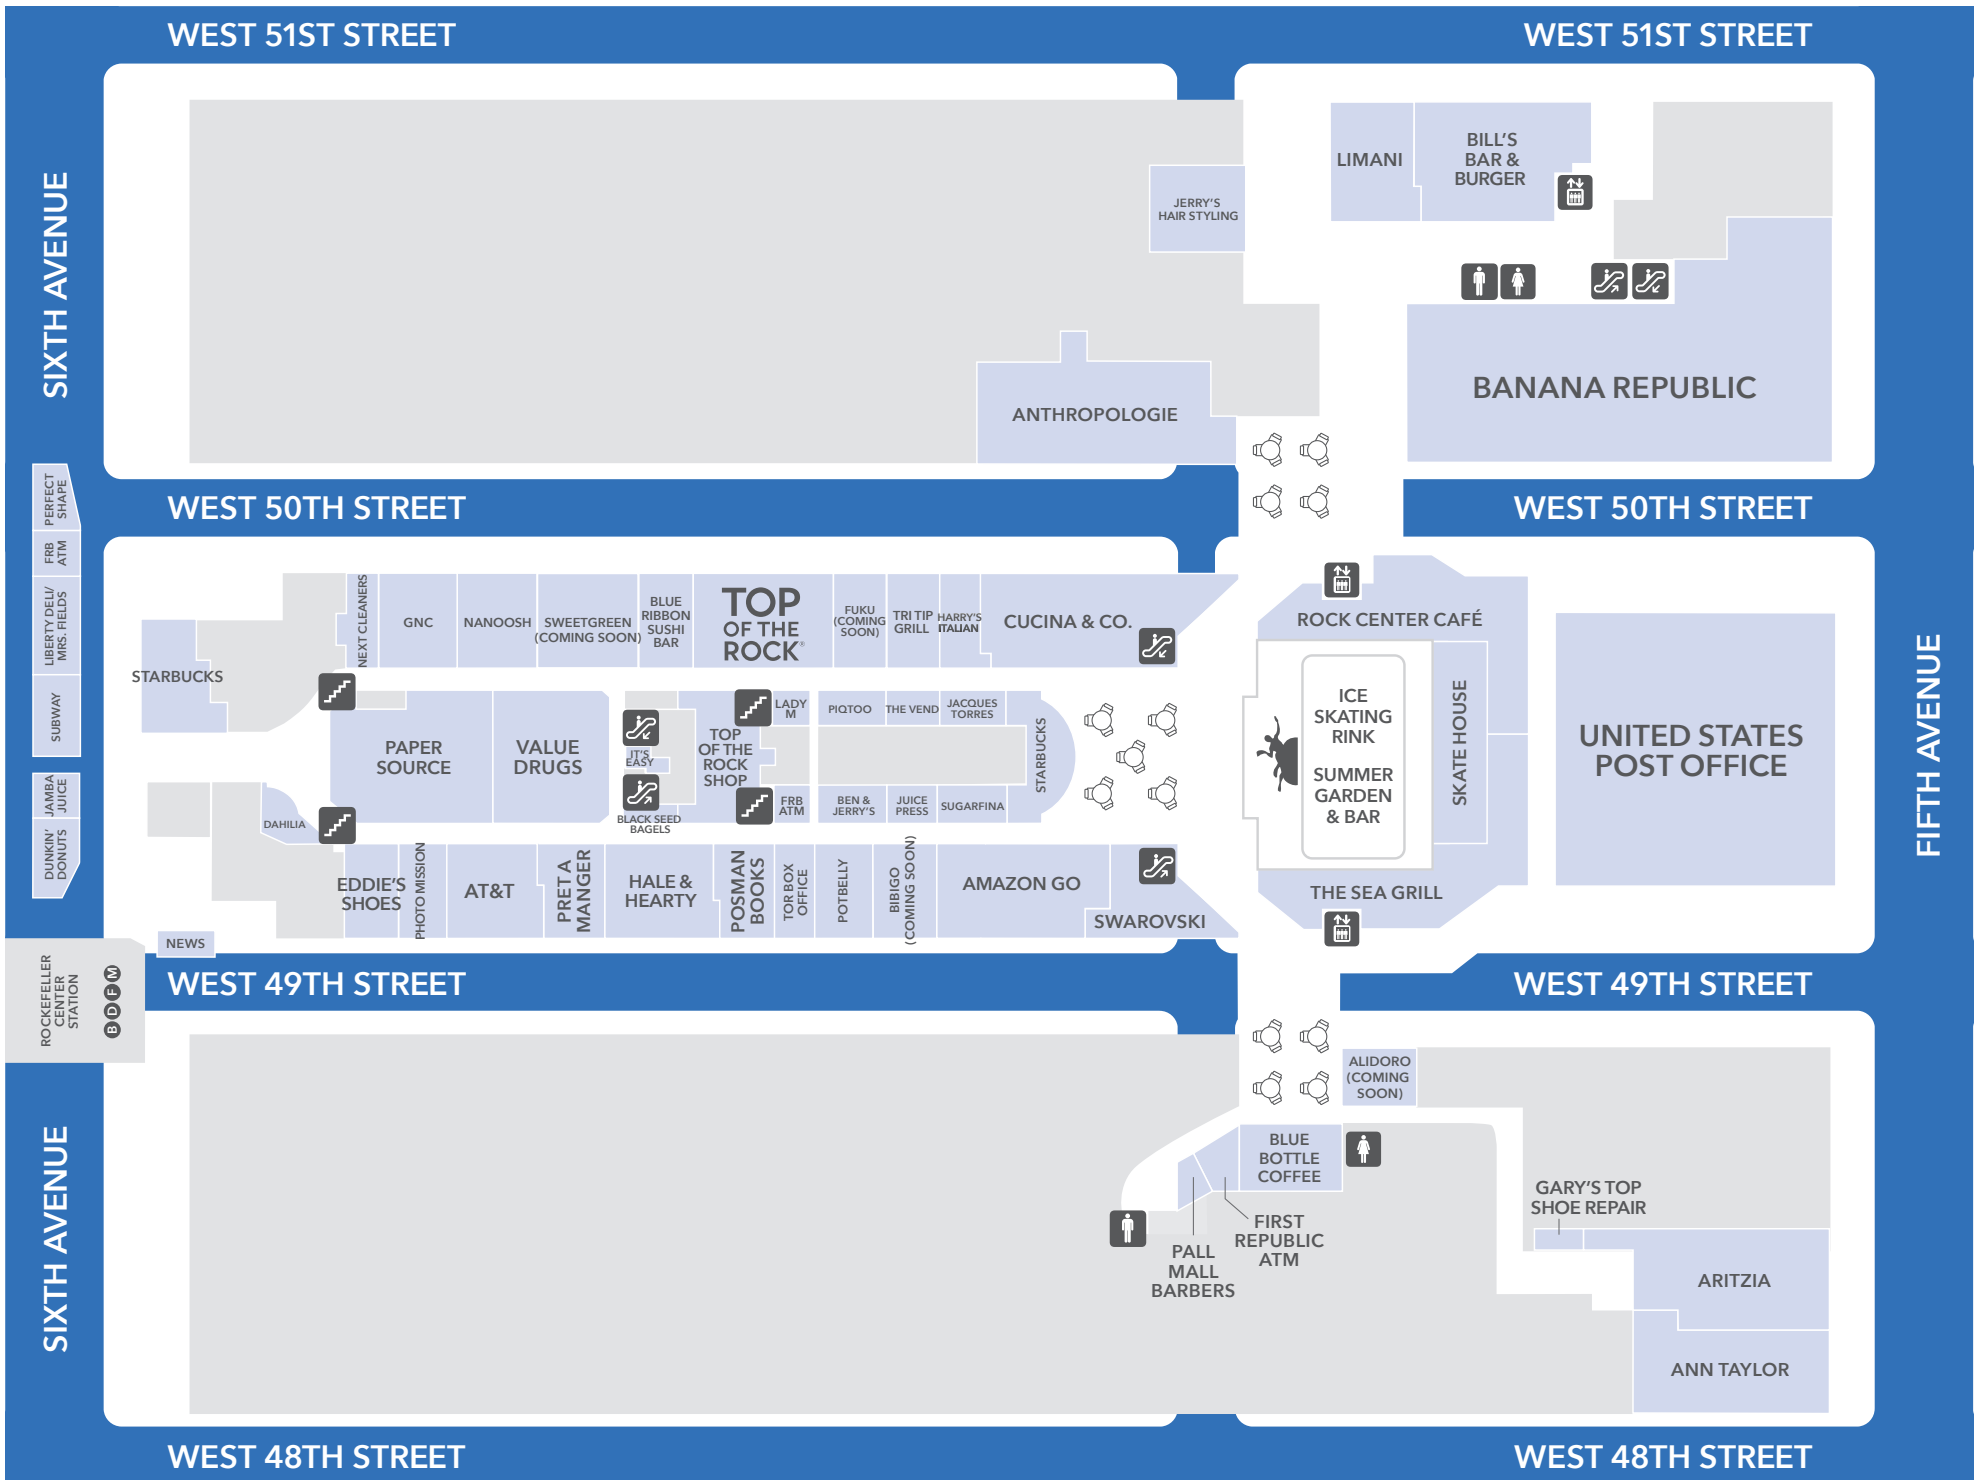 WEST 51ST STREET
WEST 51ST STREET
SIXTH AVENUE
LIMANI
BILL'S
BAR &
BURGER
JERRY'S
HAIR STYLING
BANANA REPUBLIC
ANTHROPOLOGIE
PERFECT
SHAPE
FRB
ATM
LIBERTY DELI/
MRS. FIELDS
SUBWAY
JAMBA
JUICE
DUNKIN'
DONUTS
WEST 50TH STREET
WEST 50TH STREET
NEXT CLEANERS
GNC
NANOOSH
SWEETGREEN
(COMING SOON)
BLUE
RIBBON
SUSHI
BAR
TOP
OF THE
ROCK®
FUKU
(COMING
SOON)
TRI TIP
GRILL
HARRY'S
ITALIAN
CUCINA & CO.
ROCK CENTER CAFÉ
STARBUCKS
PAPER
SOURCE
VALUE
DRUGS
IT'S
EASY
BLACK SEED
BAGELS
TOP
OF THE
ROCK
SHOP
LADY
M
PIQTOO
THE VEND
JACQUES
TORRES
STARBUCKS
FRB
ATM
BEN &
JERRY'S
JUICE
PRESS
SUGARFINA
ICE
SKATING
RINK
SUMMER
GARDEN
& BAR
SKATE HOUSE
UNITED STATES
POST OFFICE
FIFTH AVENUE
DAHILIA
EDDIE'S
SHOES
PHOTOMISSION
AT&T
PRET A
MANGER
HALE &
HEARTY
POSMAN
BOOKS
TOR BOX
OFFICE
POTBELLY
BIBIGO
(COMING SOON)
AMAZON GO
SWAROVSKI
THE SEA GRILL
NEWS
ROCKEFELLER
CENTER
STATION
B D F M
WEST 49TH STREET
WEST 49TH STREET
ALIDORO
(COMING
SOON)
BLUE
BOTTLE
COFFEE
FIRST
REPUBLIC
ATM
PALL
MALL
BARBERS
GARY'S TOP
SHOE REPAIR
ARITZIA
ANN TAYLOR
SIXTH AVENUE
WEST 48TH STREET
WEST 48TH STREET